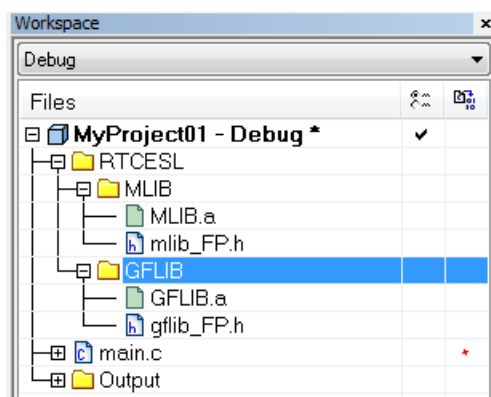 Workspace
Debug
Files
MyProject01 - Debug *
RTCESL
MLIB
MLIB.a
mlib_FP.h
GFLIB
GFLIB.a
gflib_FP.h
main.c
Output